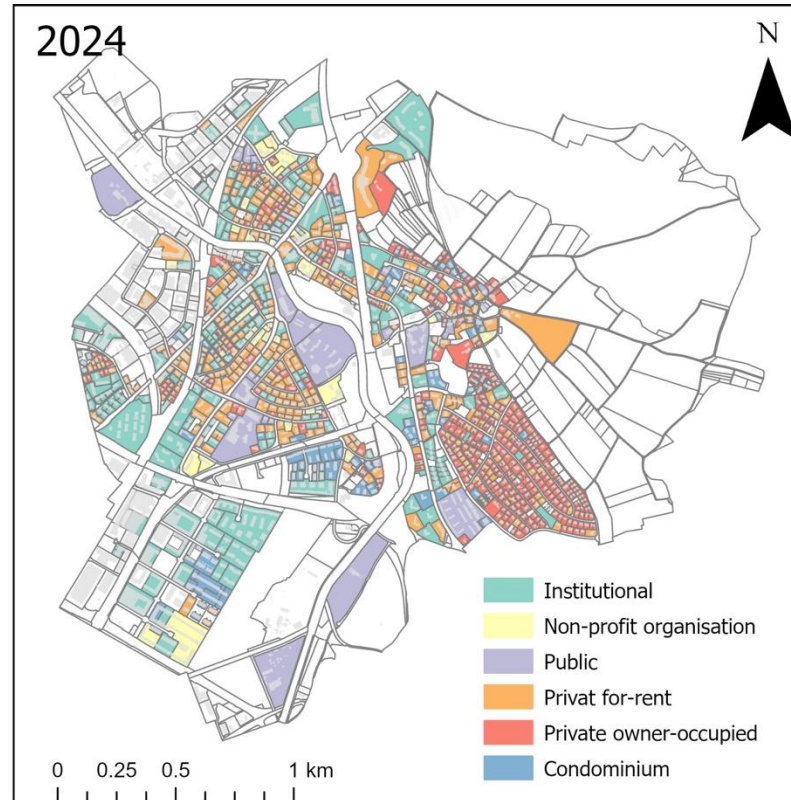 2024
N
Institutional
Non-profit organisation
Public
Privat for-rent
Private owner-occupied
Condominium
0 0.25 0.5 1 km